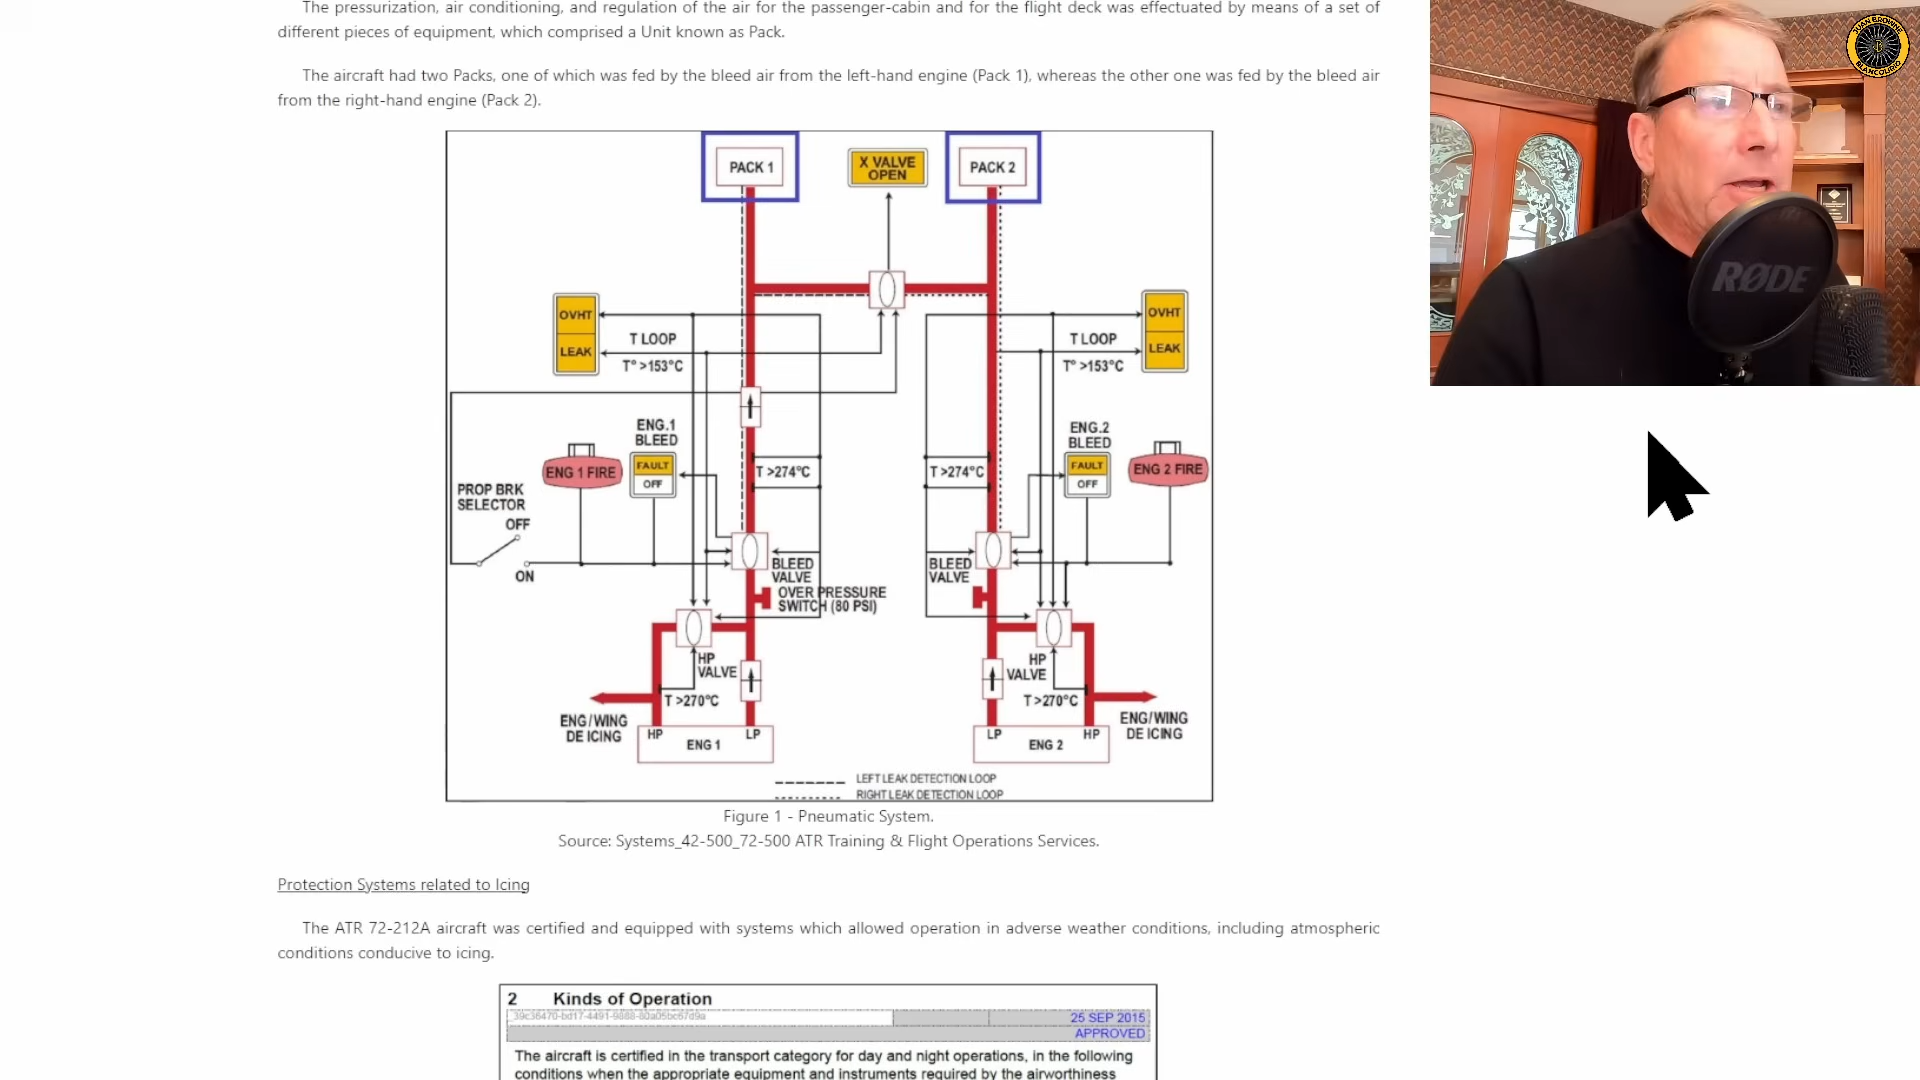 The pressurization, air conditioning, and regulation of the air for the passenger-cabin and for the flight deck was effectuated by means of a set of
different pieces of equipment, which comprised a Unit known as Pack.
The aircraft had two Packs, one of which was fed by the bleed air from the left-hand engine (Pack 1), whereas the other one was fed by the bleed air
from the right-hand engine (Pack 2).
PACK 1
X VALVE
OPEN
PACK 2
OVHT
LEAK
T LOOP
T° >153°C
T LOOP
T° >153°C
OVHT
LEAK
ENG.1
BLEED
ENG 1 FIRE
FAULT
OFF
T >274°C
T >274°C
ENG.2
BLEED
FAULT
OFF
ENG 2 FIRE
PROP BRK
SELECTOR
OFF
ON
BLEED
VALVE
OVER PRESSURE
SWITCH (80 PSI)
BLEED
VALVE
HP
VALVE
T >270°C
HP
VALVE
T >270°C
ENG/WING
DE ICING
HP
LP
ENG 1
LP
HP
ENG 2
ENG/WING
DE ICING
LEFT LEAK DETECTION LOOP
RIGHT LEAK DETECTION LOOP
Figure 1 - Pneumatic System.
Source: Systems_42-500_72-500 ATR Training & Flight Operations Services.
Protection Systems related to Icing
The ATR 72-212A aircraft was certified and equipped with systems which allowed operation in adverse weather conditions, including atmospheric
conditions conducive to icing.
2 Kinds of Operation
25 SEP 2015
APPROVED
The aircraft is certified in the transport category for day and night operations, in the following
conditions when the appropriate equipment and instruments required by the airworthiness
RØDE
JUAN BROWNE
BLANCOLIRIO